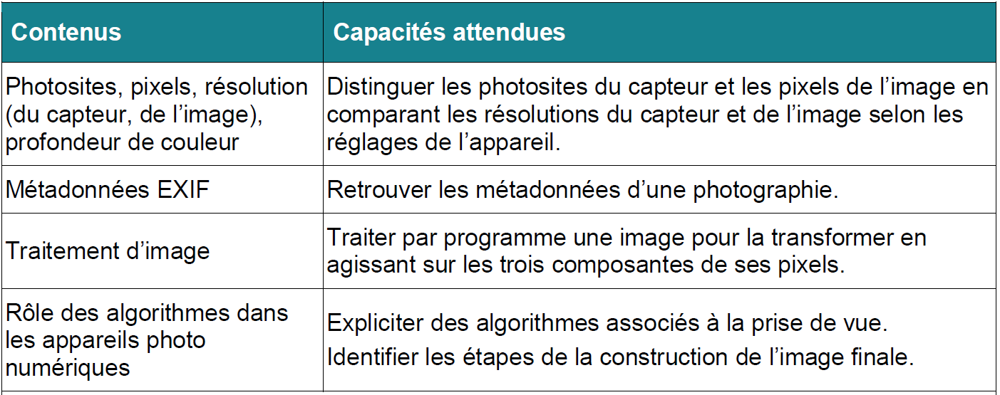 Contenus
Capacités attendues
Photosites, pixels, résolution
(du capteur, de l’image),
profondeur de couleur
Distinguer les photosites du capteur et les pixels de l’image en
comparant les résolutions du capteur et de l’image selon les
réglages de l’appareil.
Métadonnées EXIF
Retrouver les métadonnées d’une photographie.
Traitement d’image
Traiter par programme une image pour la transformer en
agissant sur les trois composantes de ses pixels.
Rôle des algorithmes dans
les appareils photo
numériques
Expliciter des algorithmes associés à la prise de vue.
Identifier les étapes de la construction de l’image finale.